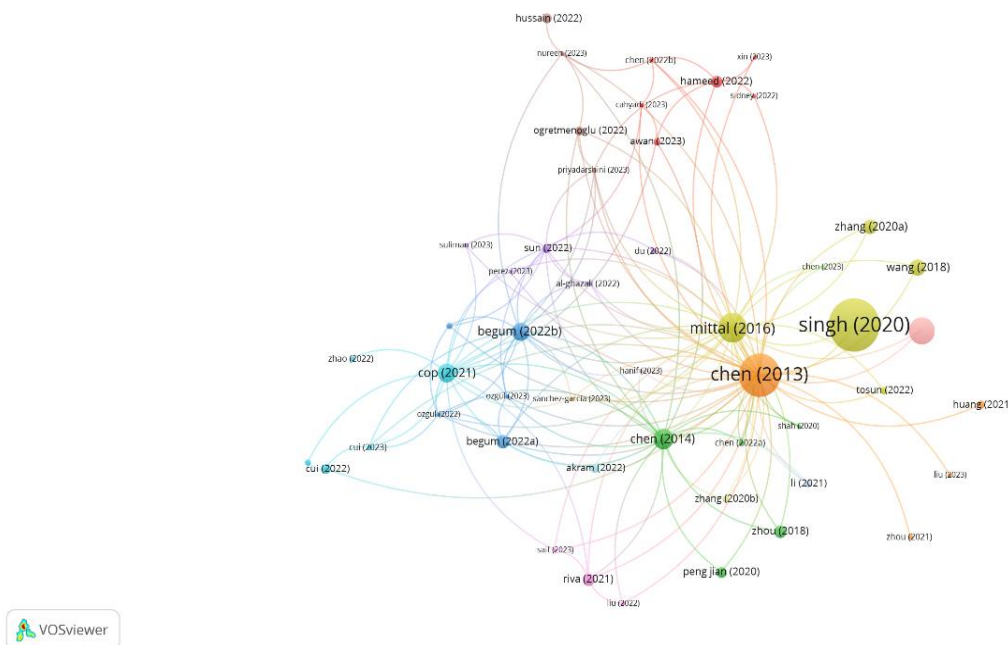 hussain (2022)
nureen (2023)
chen (2022b)
xin (2023)
hameed (2022)
sidney (2022)
cahyadi (2023)
ogretmenoglu (2022)
awan (2023)
priyadarshini (2023)
zhang (2020a)
suliman (2023)
sun (2022)
du (2022)
perez (2023)
chen (2023)
wang (2018)
al-ghazak (2022)
begum (2022b)
mittal (2016)
singh (2020)
zhao (2022)
cop (2021)
hanif (2023)
chen (2013)
ozgul (2023)
sanchez-garcia (2023)
tosun (2022)
huang (2021
ozgul (2022)
shah (2020)
cui (2023)
begum (2022a)
chen (2014)
chen (2022a)
cui (2022)
akram (2022)
liu (2023)
li (2021)
zhang (2020b)
zhou (2018)
zhou (2021)
saif (2023)
riva (2021)
peng jian (2020)
liu (2022)
VOSviewer